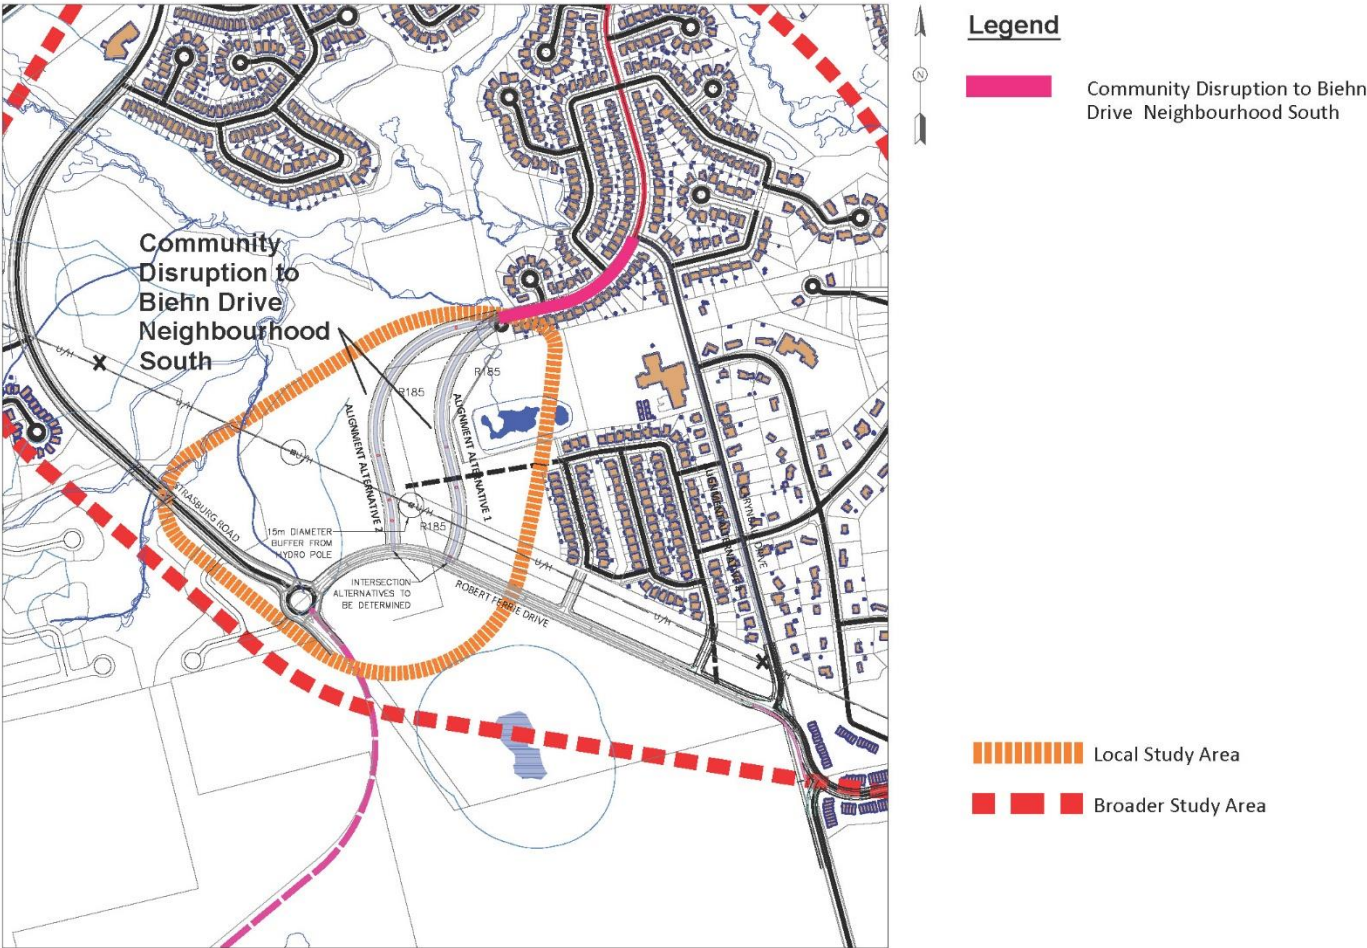 Legend
Community Disruption to Biehn
Drive Neighbourhood South
N
Community
Disruption to
Biehn Drive
Neighbourhood
South
U/H
X
U/H
U/H
U/H
U/H
U/H
R185
R185
R185
ALIGNMENT ALTERNATIVE 2
ALIGNMENT ALTERNATIVE 1
STRASBURG ROAD
15m DIAMETER
BUFFER FROM
HYDRO POLE
INTERSECTION
ALTERNATIVES TO
BE DETERMINED
ROBERT FERRIE DRIVE
X
Local Study Area
Broader Study Area